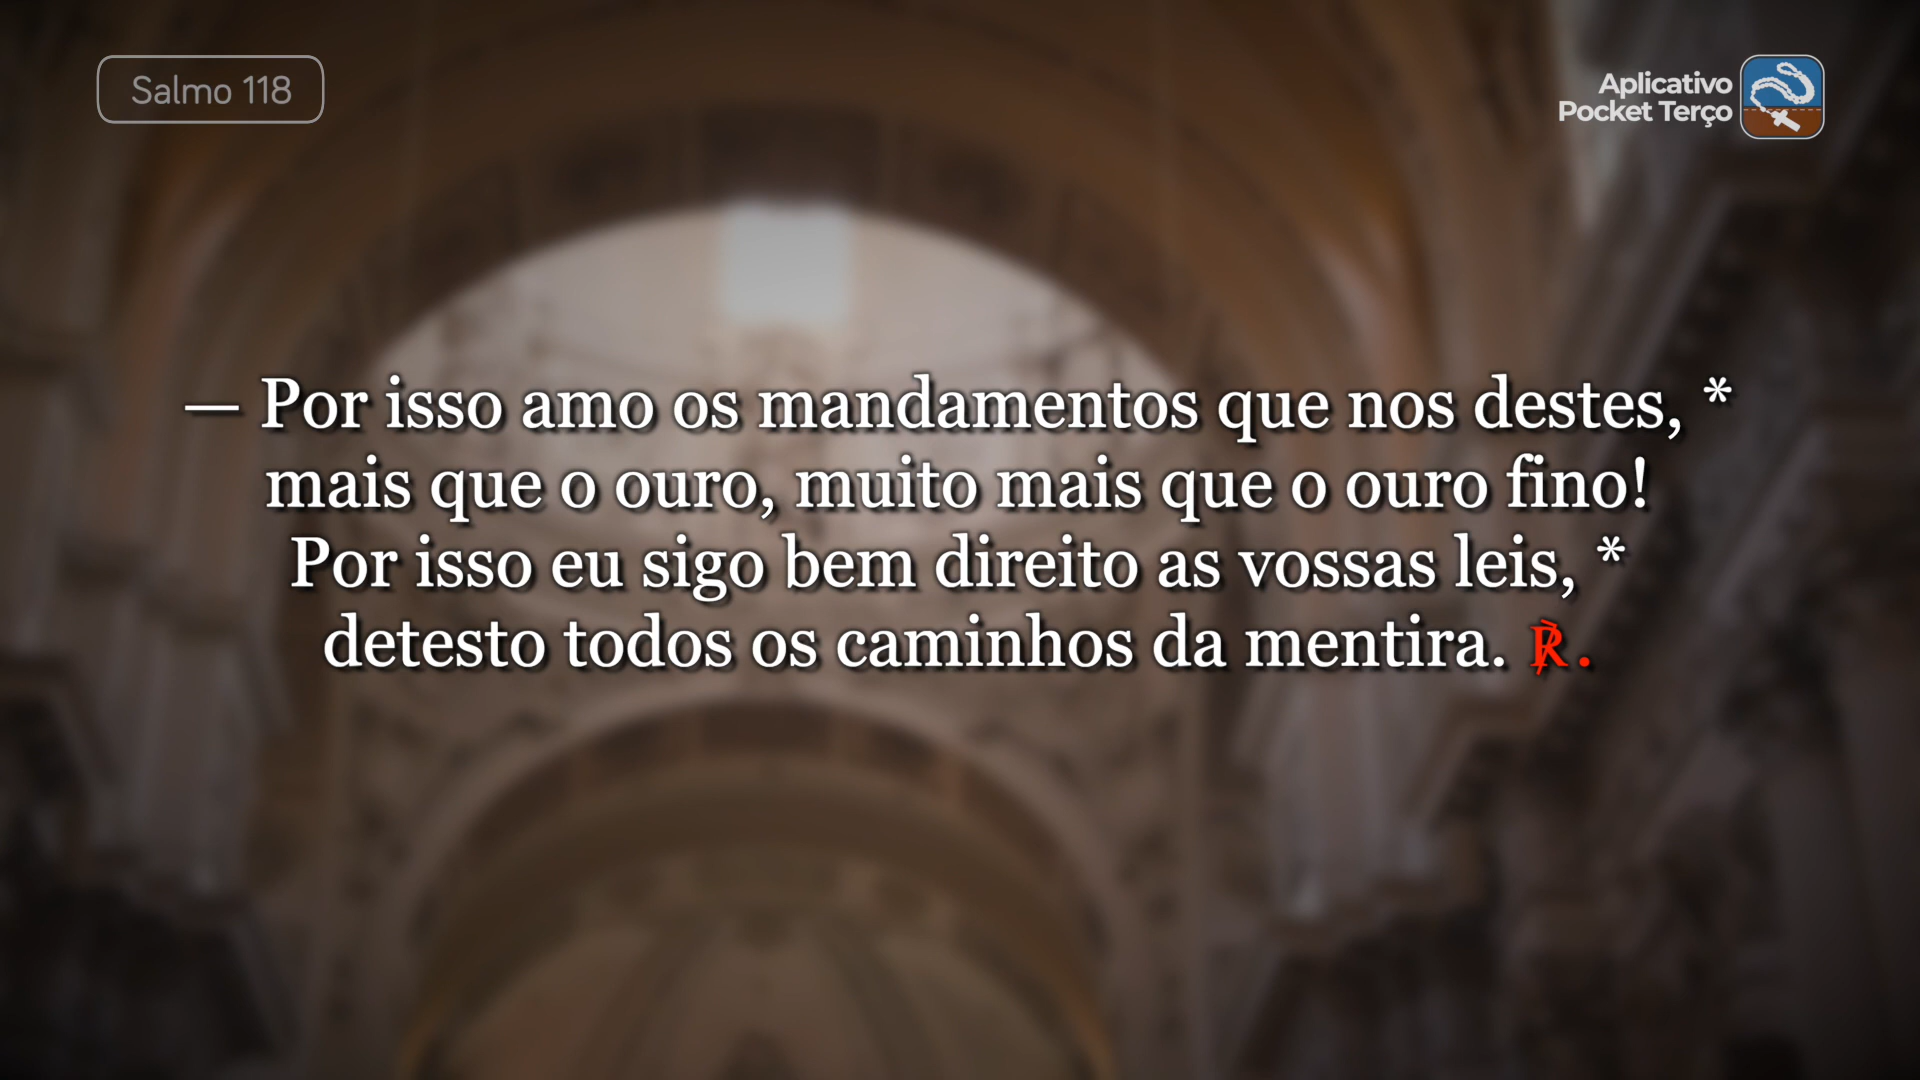 Salmo 118
Aplicativo
Pocket Terço
— Por isso amo os mandamentos que nos destes, *
mais que o ouro, muito mais que o ouro fino!
Por isso eu sigo bem direito as vossas leis, *
detesto todos os caminhos da mentira. ℟.